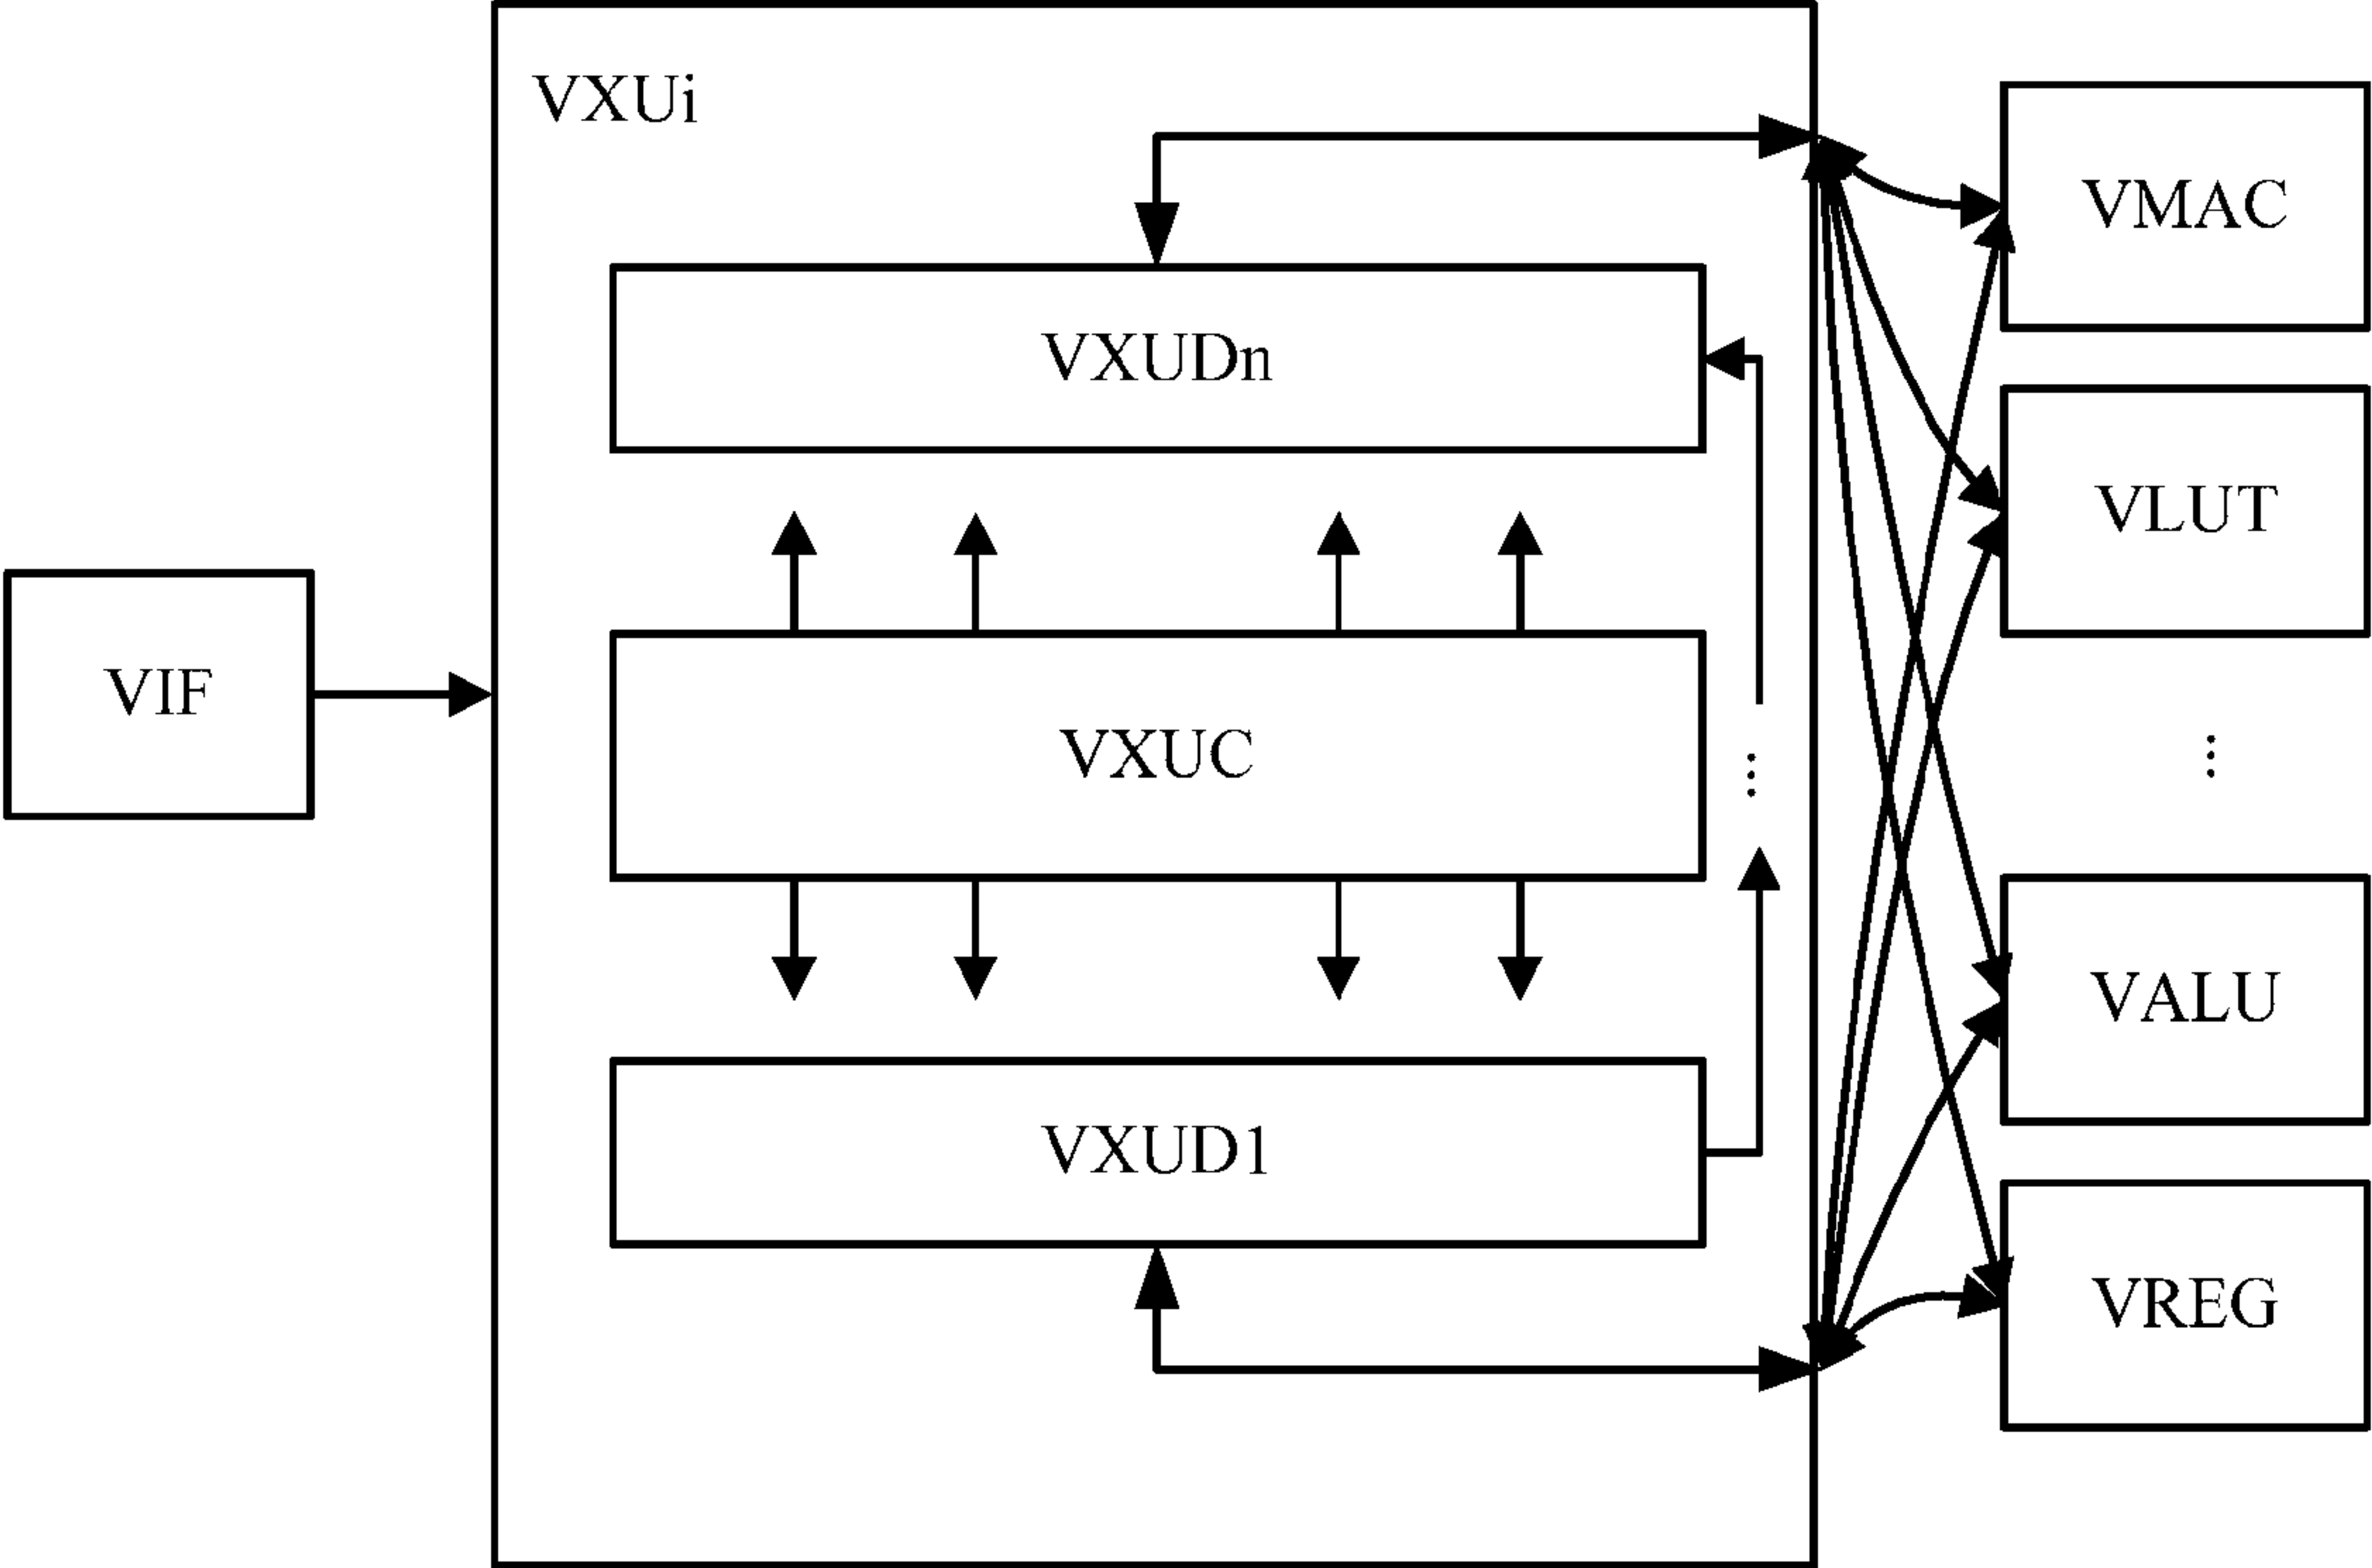 VXUi
VMAC
VXUDn
VLUT
VIF
VXUC
⋮
⋮
VALU
VXUD1
VREG